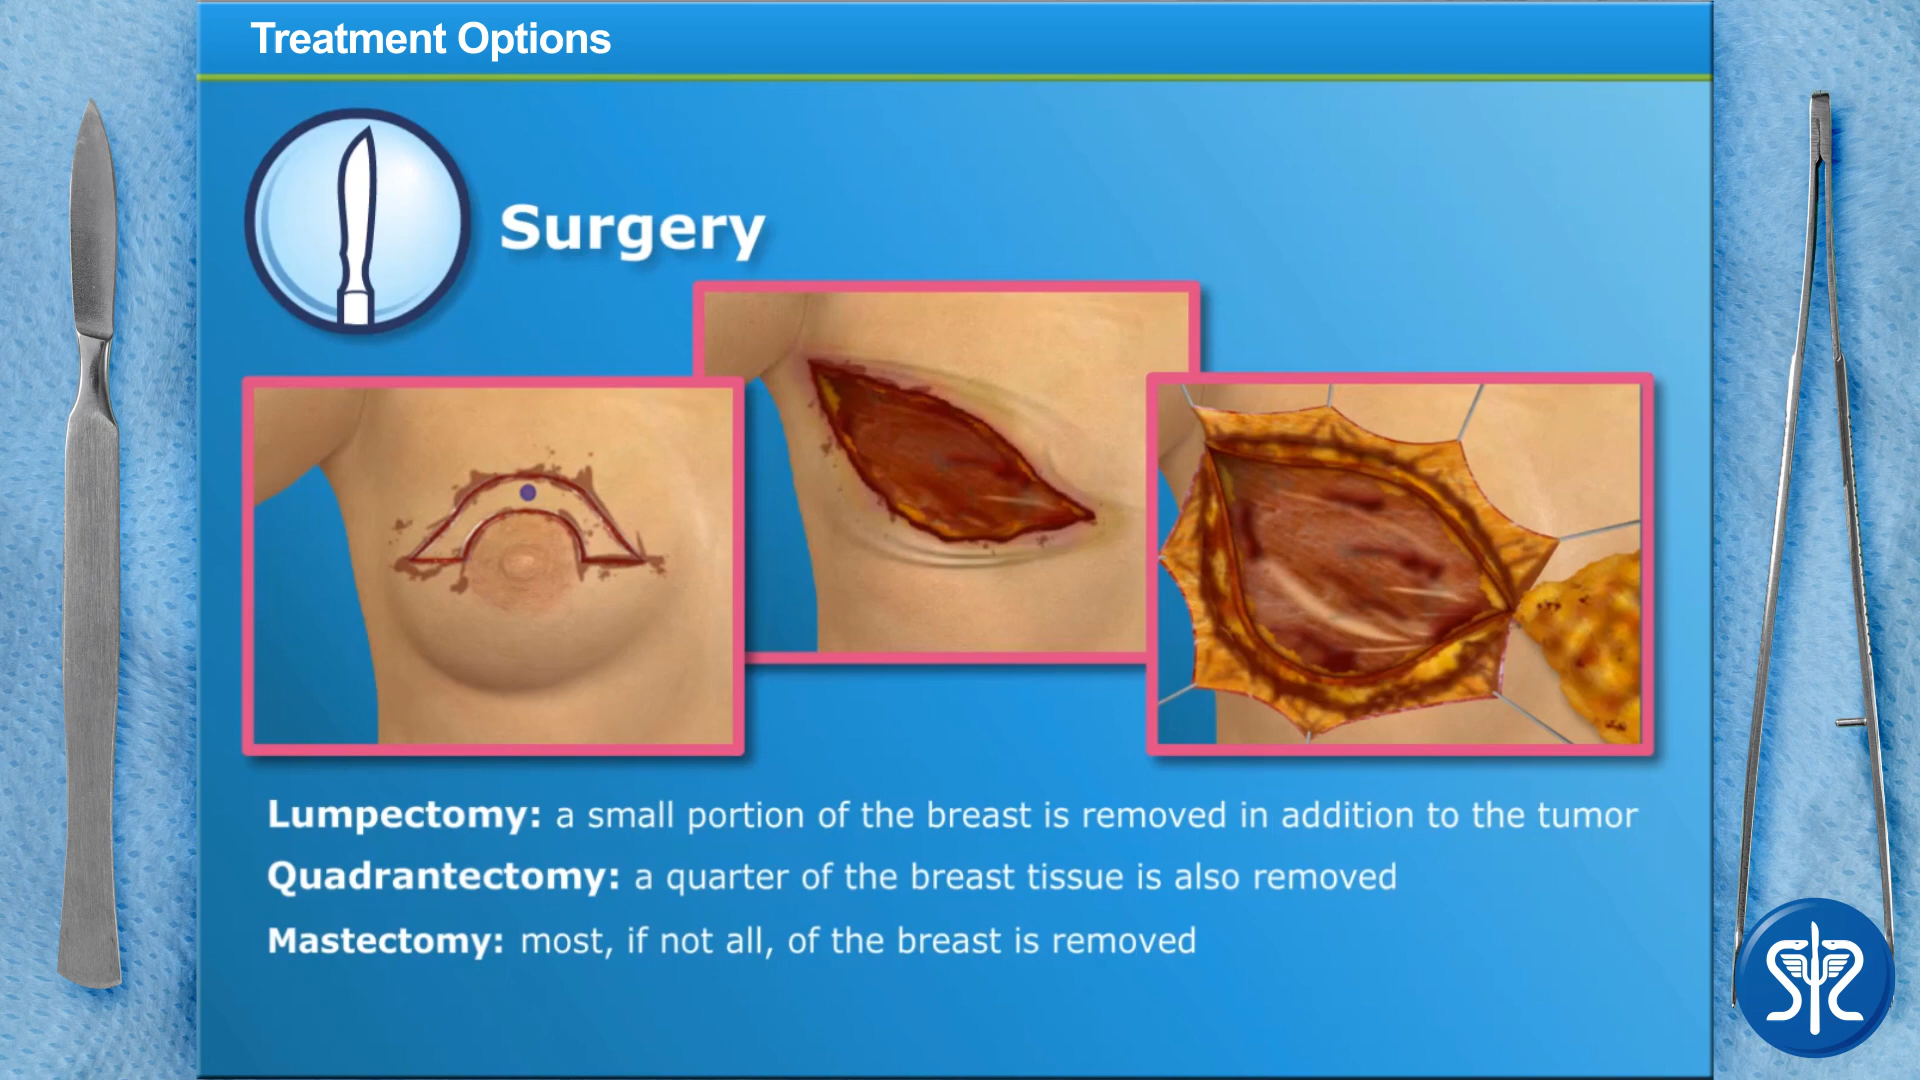 Treatment Options
Surgery
Lumpectomy: a small portion of the breast is removed in addition to the tumor
Quadrantectomy: a quarter of the breast tissue is also removed
Mastectomy: most, if not all, of the breast is removed